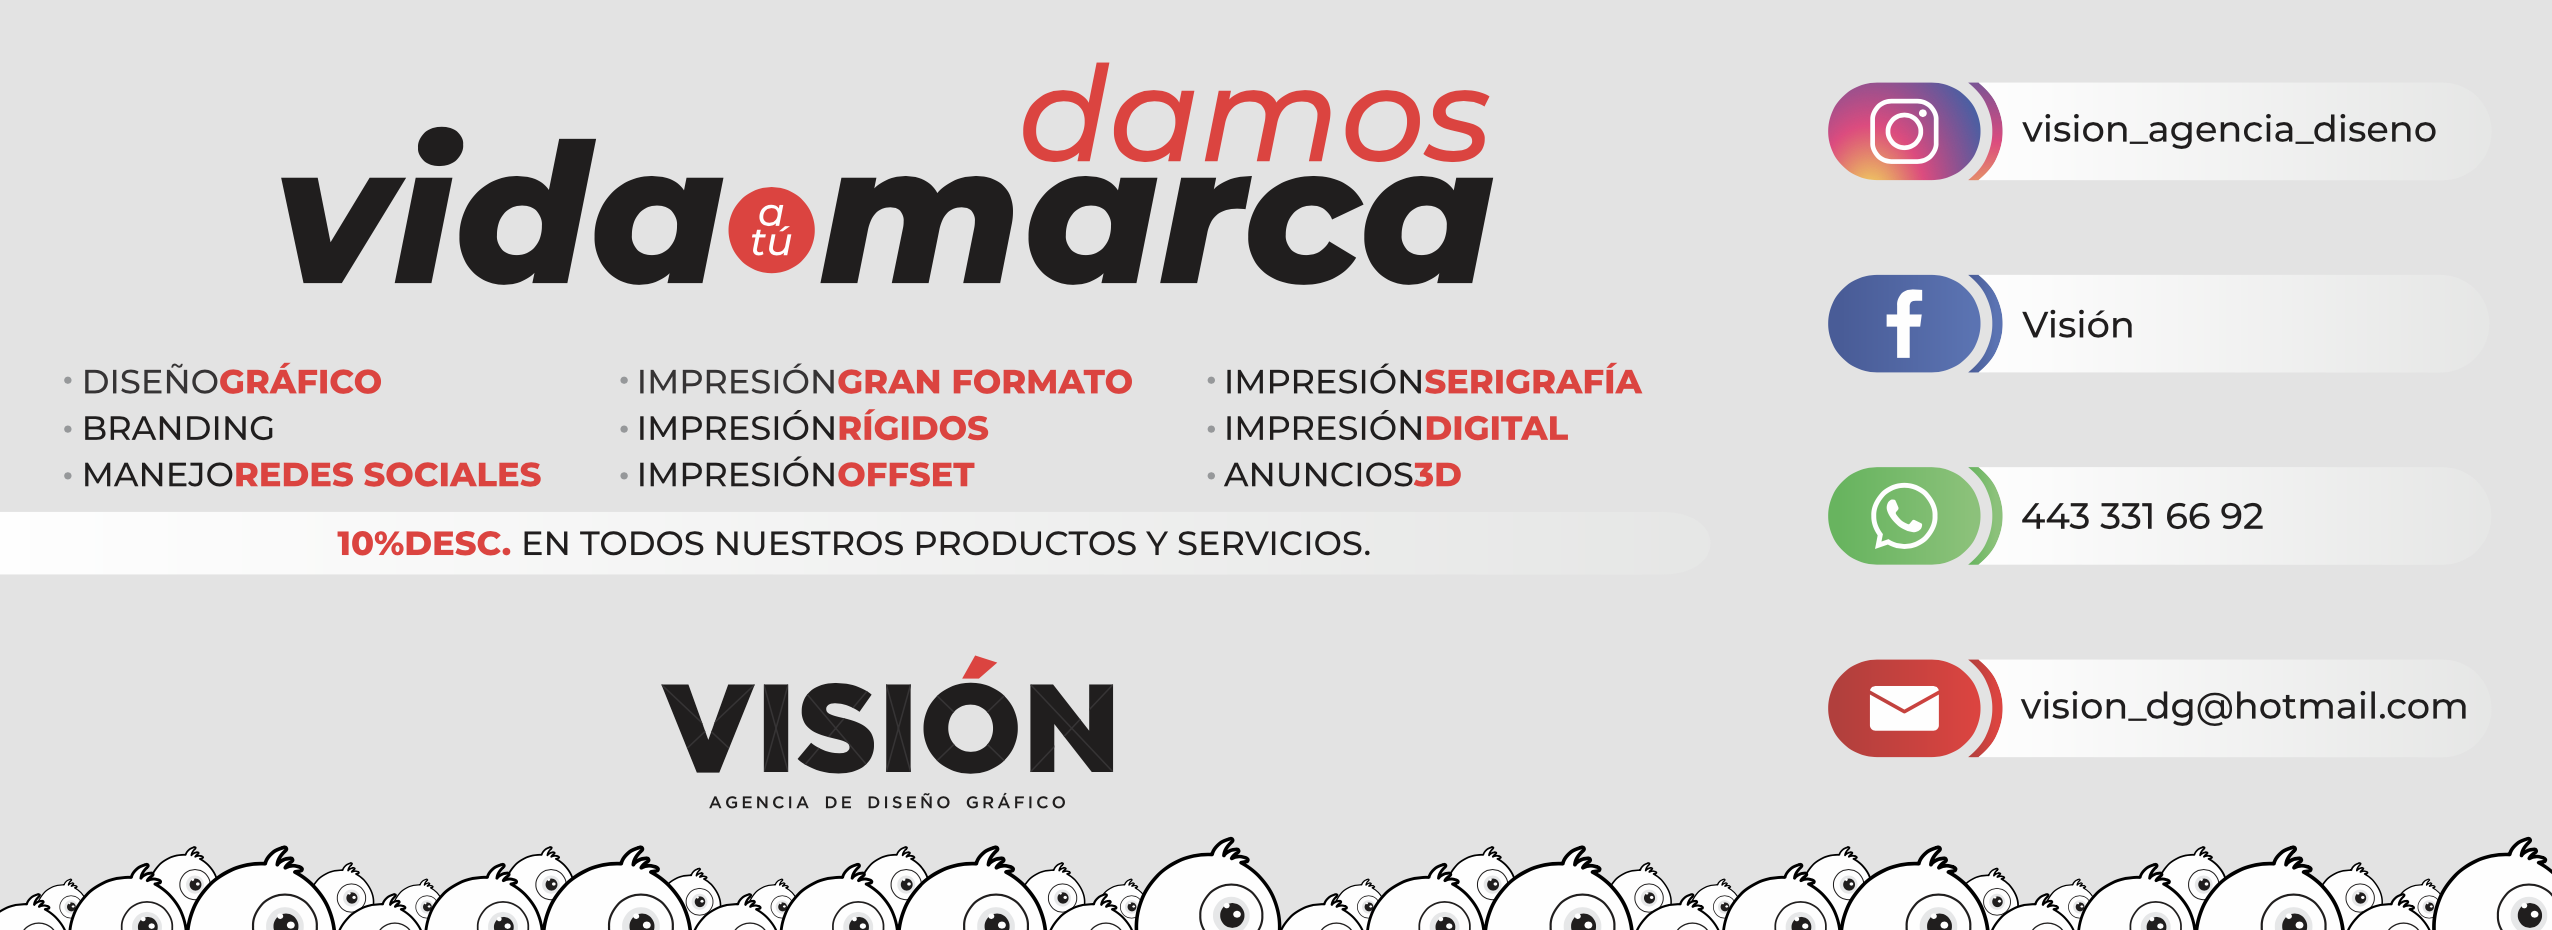 damos
vida a tú marca
• DISEÑOGRÁFICO
• BRANDING
• MANEJOREDES SOCIALES
• IMPRESIÓNGRAN FORMATO
• IMPRESIÓNRÍGIDOS
• IMPRESIÓNOFFSET
• IMPRESIÓNSERIGRAFÍA
• IMPRESIÓNDIGITAL
• ANUNCIOS3D
10%DESC. EN TODOS NUESTROS PRODUCTOS Y SERVICIOS.
VISIÓN
AGENCIA DE DISEÑO GRÁFICO
vision_agencia_diseno
Visión
443 331 66 92
vision_dg@hotmail.com